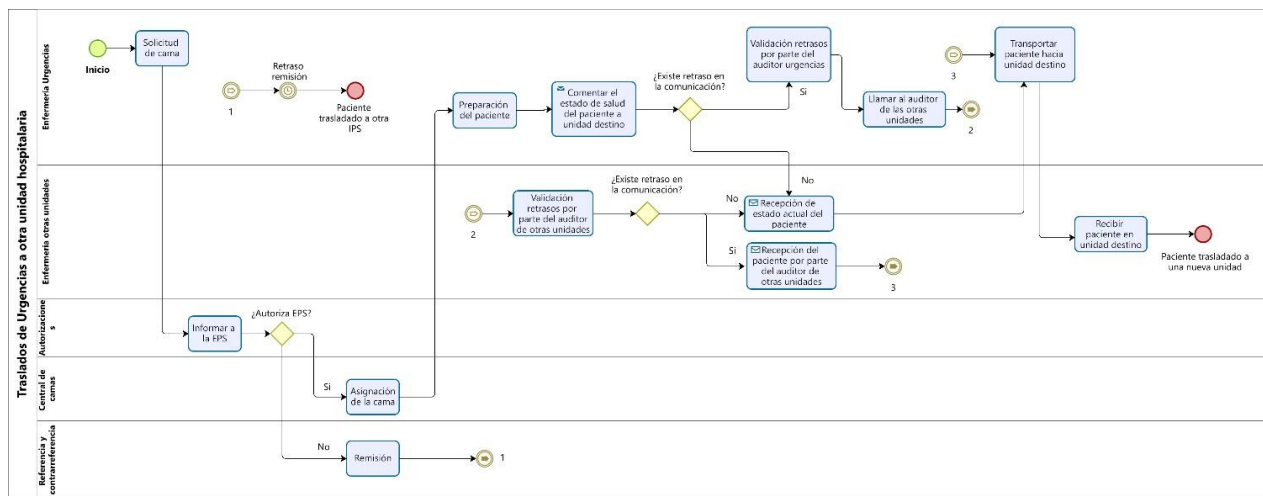 Traslados de Urgencias a otra unidad hospitalaria
Enfermería Urgencias
Inicio
Solicitud
de cama
1
Retraso
remisión
Paciente
trasladado a otra
IPS
Preparación
del paciente
Comentar el
estado de salud
del paciente a
unidad destino
¿Existe retraso en
la comunicación?
Si
No
Validación retrasos
por parte del
auditor urgencias
Llamar al auditor
de las otras
unidades
2
3
Transportar
paciente hacia
unidad destino
Enfermería otras unidades
2
Validación
retrasos por
parte del auditor
de otras unidades
¿Existe retraso en
la comunicación?
No
Si
Recepción de
estado actual del
paciente
Recepción del
paciente por parte
del auditor de
otras unidades
3
Recibir
paciente en
unidad destino
Paciente trasladado a
una nueva unidad
Autorizacione
s
Informar a
la EPS
¿Autoriza EPS?
Central de
camas
Si
Asignación
de la cama
Referencia y
contrarreferencia
No
Remisión
1